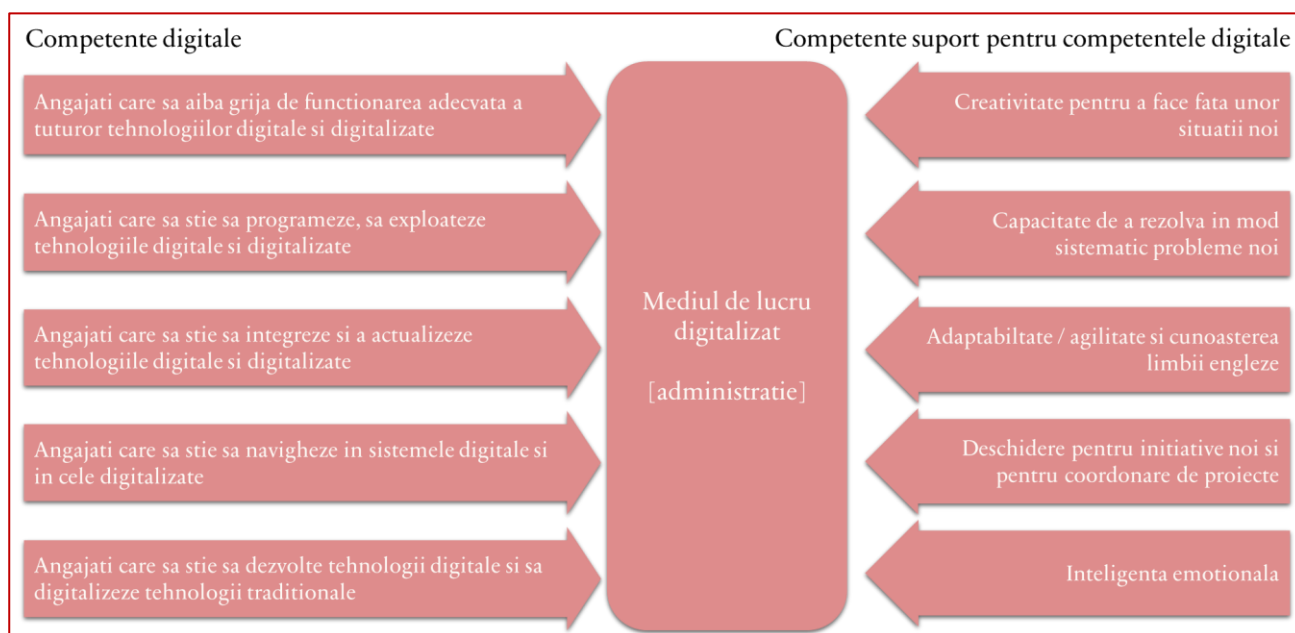 Competente digitale
Competente suport pentru competentele digitale
Angajati care sa aiba grija de functionarea adecvata a
tuturor tehnologiilor digitale si digitalizate
Angajati care sa stie sa programeze, sa exploateze
tehnologiile digitale si digitalizate
Angajati care sa stie sa integreze si a actualizeze
tehnologiile digitale si digitalizate
Angajati care sa stie sa navigheze in sistemele digitale si
in cele digitalizate
Angajati care sa stie sa dezvolte tehnologii digitale si sa
digitalizeze tehnologii traditionale
Mediul de lucru
digitalizat
[administratie]
Creativitate pentru a face fata unor
situatii noi
Capacitate de a rezolva in mod
sistematic probleme noi
Adaptabiltate / agilitate si cunoasterea
limbii engleze
Deschidere pentru initiative noi si
pentru coordonare de proiecte
Inteligenta emotionala